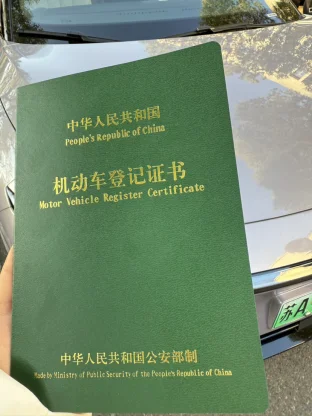 中华人民共和国
People's Republic of China
机动车登记证书
Motor Vehicle Register Certificate
中华人民共和国公安部制
Made by Ministry of Public Security of the People's Republic of China
苏A